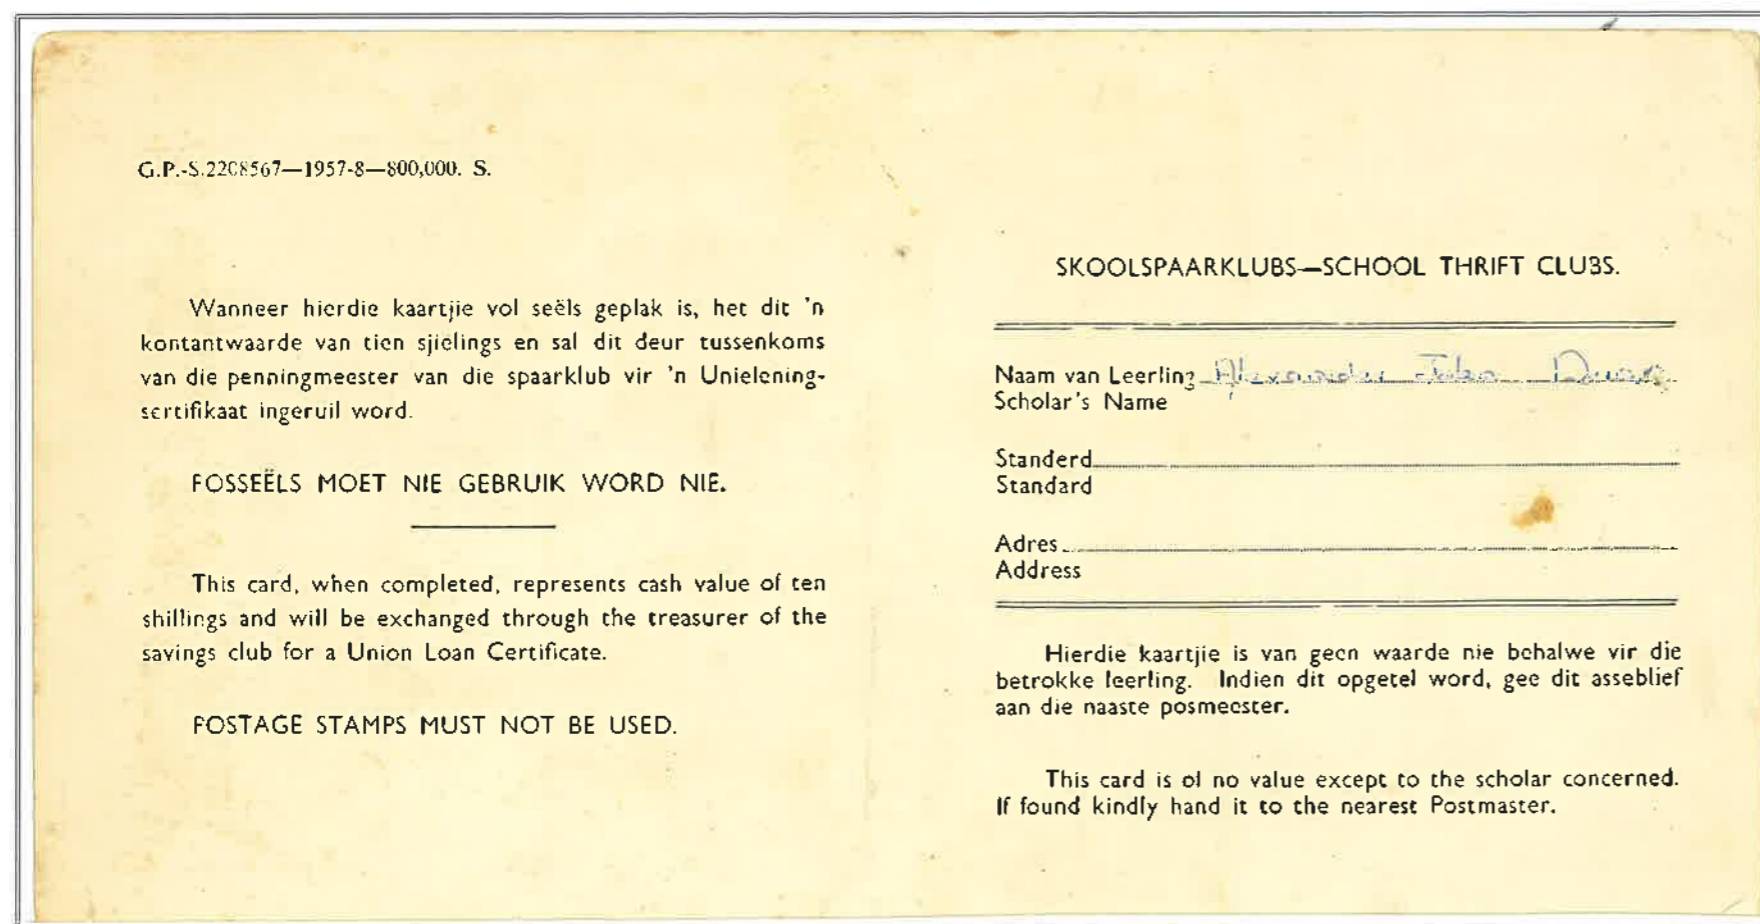 G.P.-S.2208567—1957-8—800,000. S.
Wanneer hierdie kaartjie vol seëls geplak is, het dit 'n
kontantwaarde van tien sjielings en sal dit deur tussenkoms
van die penningmeester van die spaarklub vir 'n Unielening-
sertifikaat ingeruil word.
POSSEËLS MOET NIE GEBRUIK WORD NIE.
This card, when completed, represents cash value of ten
shillings and will be exchanged through the treasurer of the
savings club for a Union Loan Certificate.
POSTAGE STAMPS MUST NOT BE USED.
SKOOLSPAARKLUBS—SCHOOL THRIFT CLUBS.
Naam van Leerling Alexander John
Scholar's Name
Standerd
Standard
Adres
Address
Hierdie kaartjie is van geen waarde nie behalwe vir die
betrokke leerling. Indien dit opgetel word, gee dit asseblief
aan die naaste posmeester.
This card is of no value except to the scholar concerned.
If found kindly hand it to the nearest Postmaster.